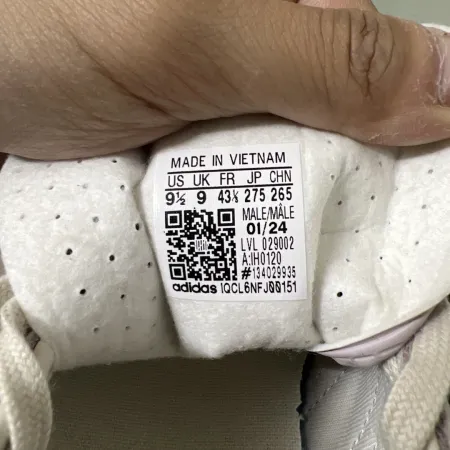 MADE IN VIETNAM
US UK FR JP CHN
9½ 9 43⅓ 275 265
MALE/MÂLE
01/24
LVL 029002
A:IH0120
#134029935
adidas IQCL6NFJ00151